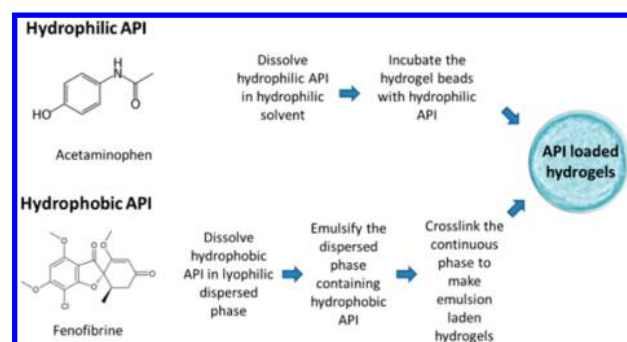 Hydrophilic API
H
N
O
HO
Acetaminophen
Dissolve
hydrophilic API
in hydrophilic
solvent
Incubate the
hydrogel beads
with hydrophilic
API
API loaded
hydrogels
Hydrophobic API
O
O
O
O
O
O
Cl
Fenofibrine
Dissolve
hydrophobic
API in lyophilic
dispersed
phase
Emulsify the
dispersed
phase
containing
hydrophobic
API
Crosslink the
continuous
phase to
make
emulsion
laden
hydrogels